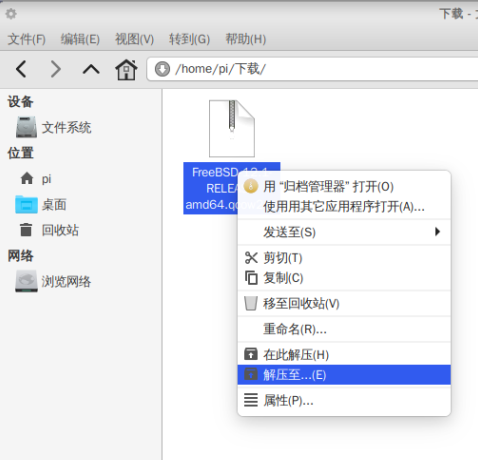 下载 -
文件(F) 编辑(E) 视图(V) 转到(G) 帮助(H)
/home/pi/下载/
设备
文件系统
位置
pi
桌面
回收站
网络
浏览网络
FreeBSD-12.1-
RELEA
amd64.qco
用 “归档管理器” 打开(O)
使用用其它应用程序打开(A)...
发送至(S)
剪切(T)
复制(C)
移至回收站(V)
重命名(R)...
在此解压(H)
解压至...(E)
属性(P)...